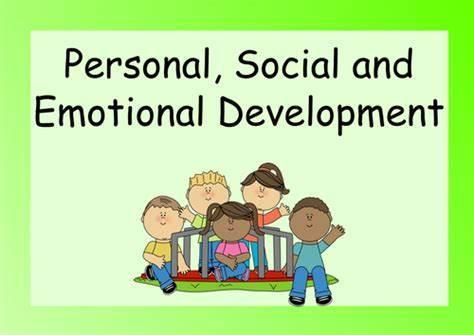 Personal, Social and
Emotional Development